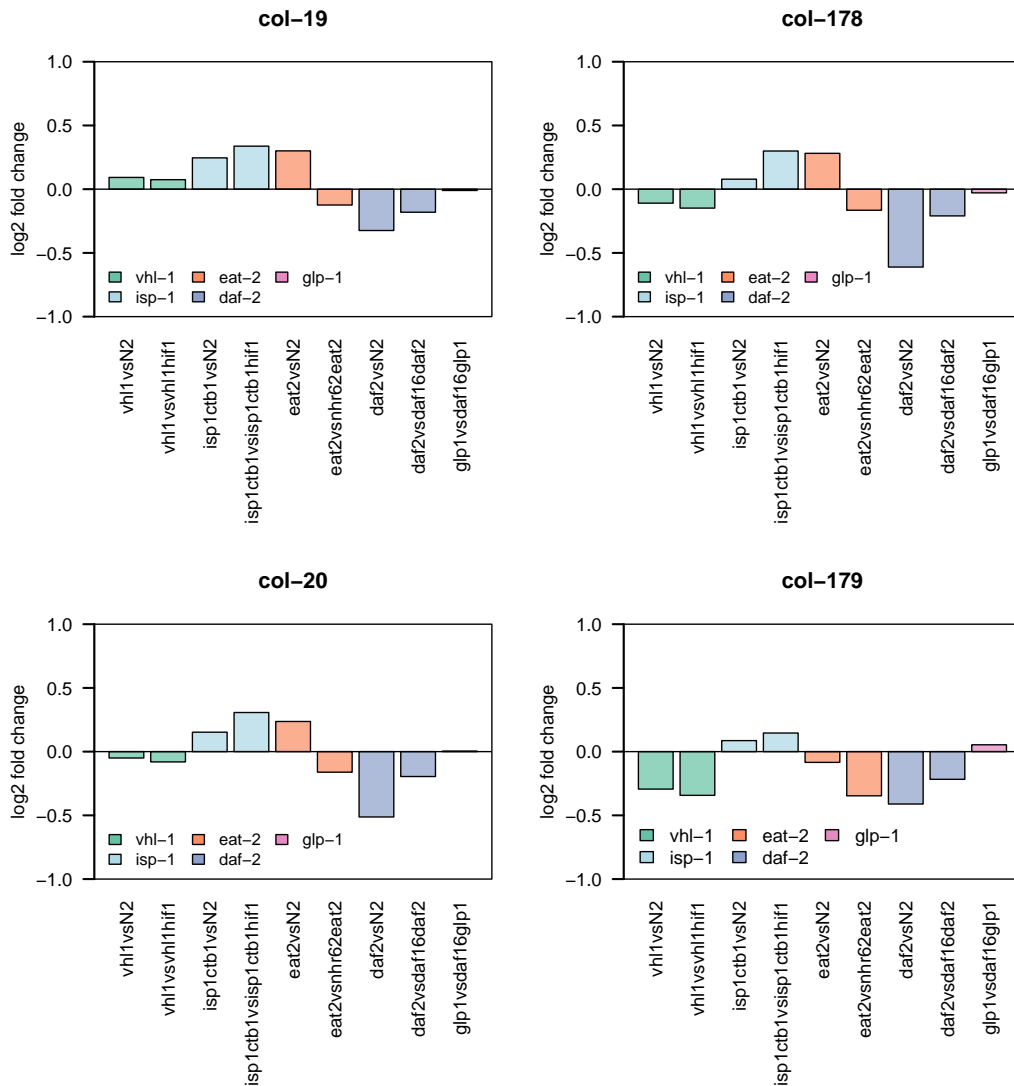 col−19
log2 fold change
1.0
0.5
0.0
−0.5
−1.0
vhl−1 eat−2 glp−1
isp−1 daf−2
vhl1vsN2
vhl1vsvhl1hif1
isp1ctb1vsN2
isp1ctb1vsisp1ctb1hif1
eat2vsN2
eat2vsnhr62eat2
daf2vsN2
daf2vsdaf16daf2
glp1vsdaf16glp1
col−178
log2 fold change
1.0
0.5
0.0
−0.5
−1.0
vhl−1 eat−2 glp−1
isp−1 daf−2
vhl1vsN2
vhl1vsvhl1hif1
isp1ctb1vsN2
isp1ctb1vsisp1ctb1hif1
eat2vsN2
eat2vsnhr62eat2
daf2vsN2
daf2vsdaf16daf2
glp1vsdaf16glp1
col−20
log2 fold change
1.0
0.5
0.0
−0.5
−1.0
vhl−1 eat−2 glp−1
isp−1 daf−2
vhl1vsN2
vhl1vsvhl1hif1
isp1ctb1vsN2
isp1ctb1vsisp1ctb1hif1
eat2vsN2
eat2vsnhr62eat2
daf2vsN2
daf2vsdaf16daf2
glp1vsdaf16glp1
col−179
log2 fold change
1.0
0.5
0.0
−0.5
−1.0
vhl−1 eat−2 glp−1
isp−1 daf−2
vhl1vsN2
vhl1vsvhl1hif1
isp1ctb1vsN2
isp1ctb1vsisp1ctb1hif1
eat2vsN2
eat2vsnhr62eat2
daf2vsN2
daf2vsdaf16daf2
glp1vsdaf16glp1